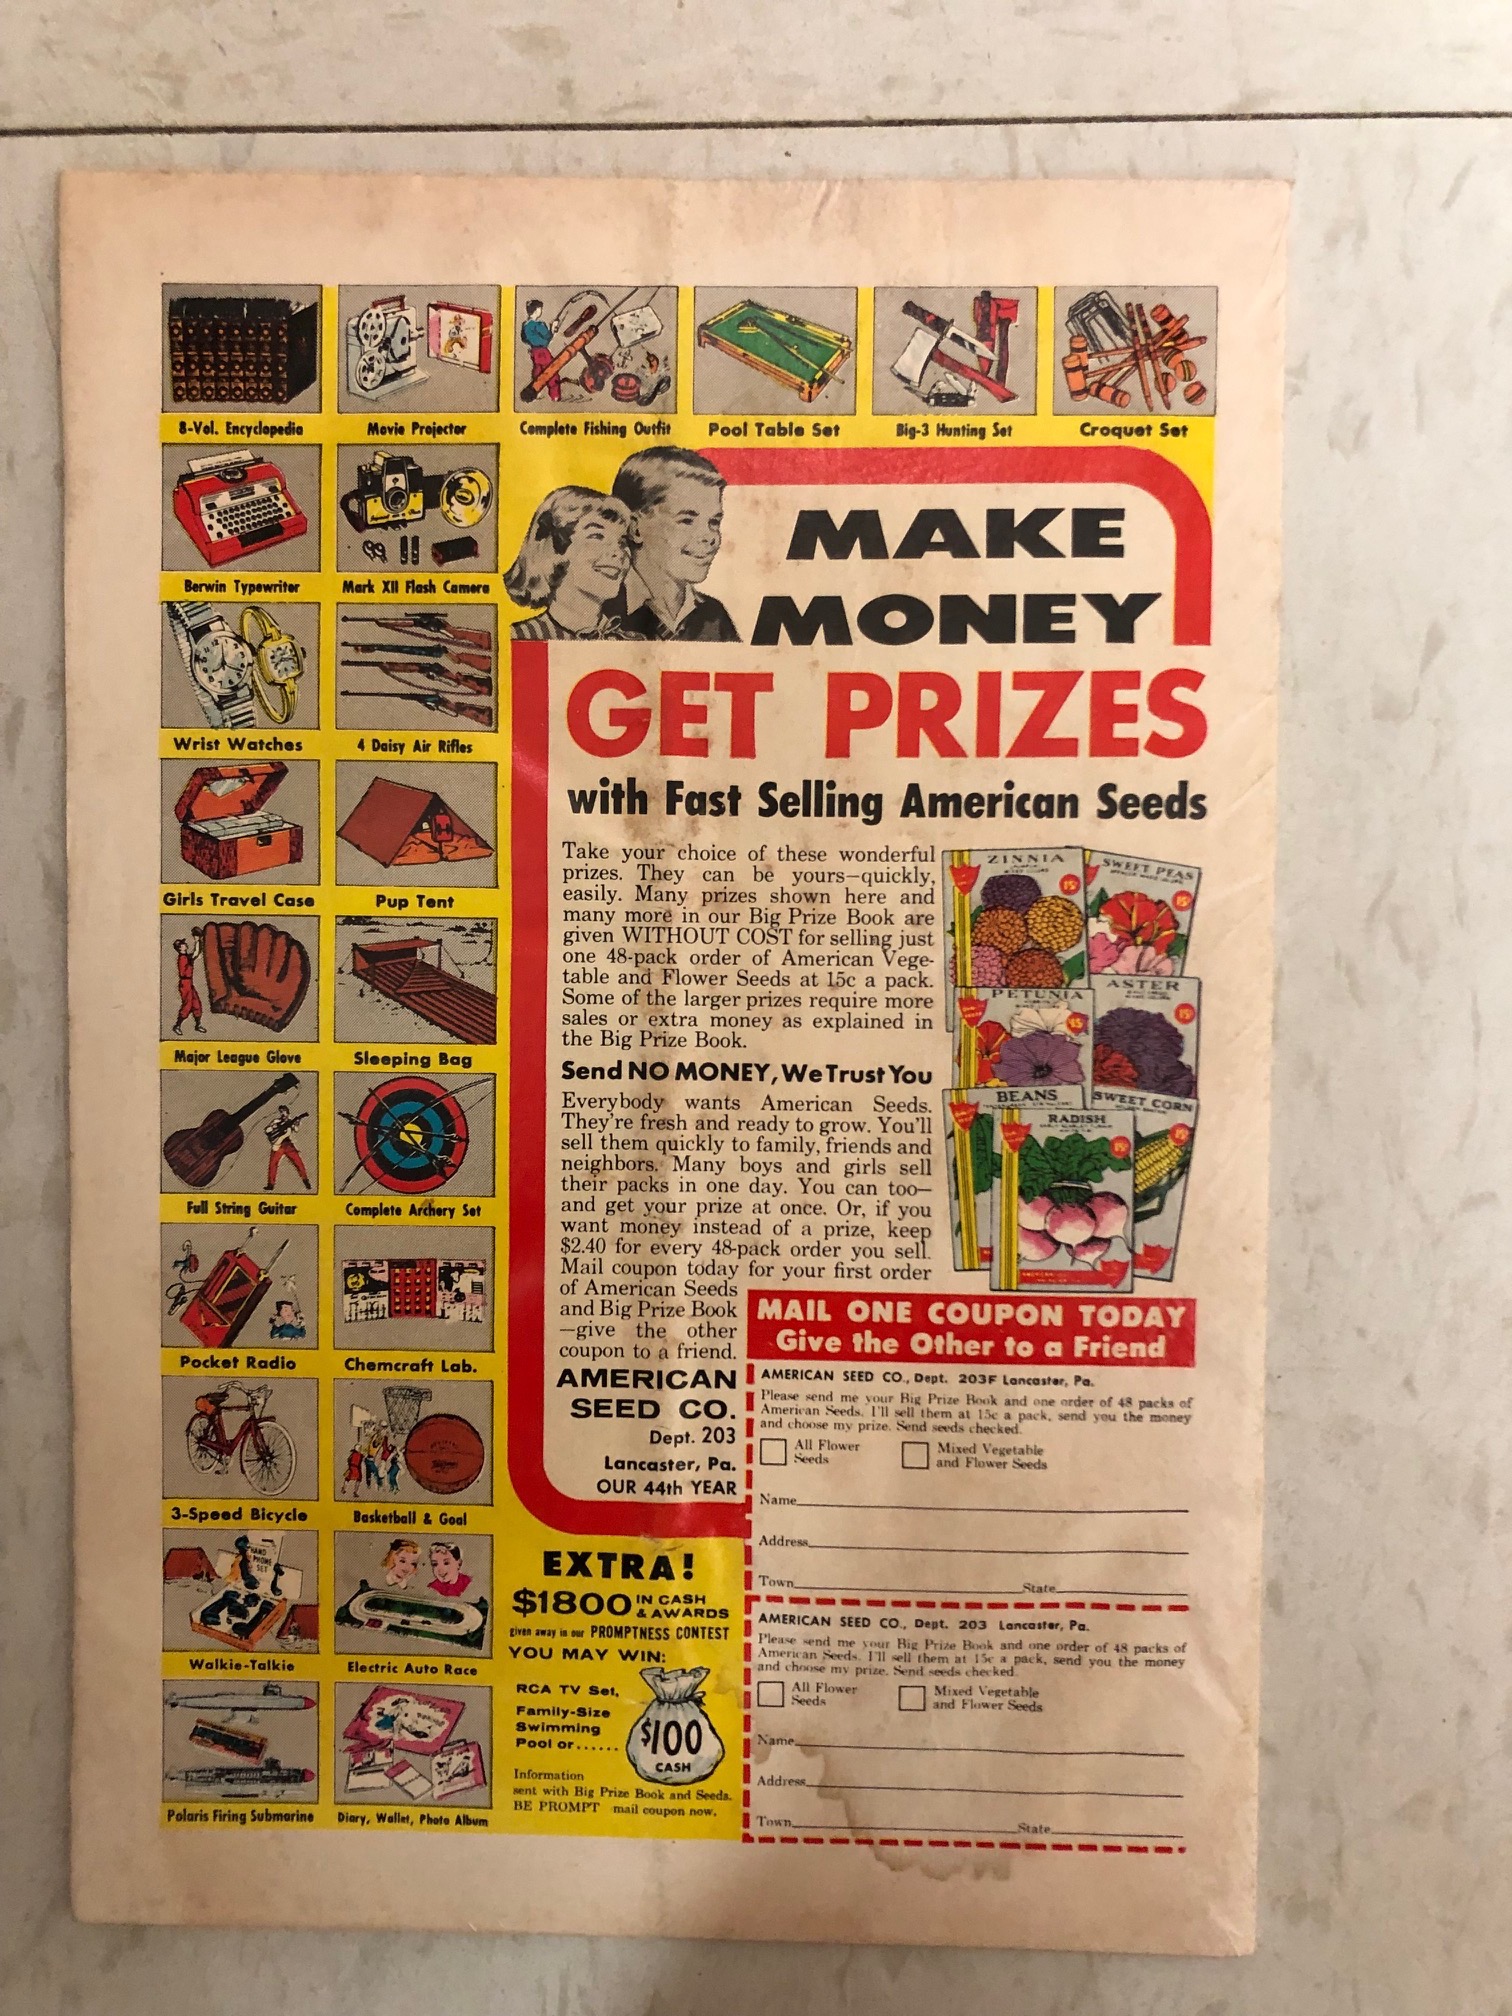 8-Vol. Encyclopedia
Movie Projector
Complete Fishing Outfit
Pool Table Set
Big-3 Hunting Set
Croquet Set
Berwin Typewriter
Mark XII Flash Camera
Wrist Watches
4 Daisy Air Rifles
Girls Travel Case
Pup Tent
Major League Glove
Sleeping Bag
Full String Guitar
Complete Archery Set
Pocket Radio
Chemcraft Lab.
3-Speed Bicycle
Basketball & Goal
HAND
PHONE
SET
Walkie-Talkie
Electric Auto Race
Polaris Firing Submarine
Diary, Wallet, Photo Album
MAKE
MONEY
GET PRIZES
with Fast Selling American Seeds
Take your choice of these wonderful
prizes. They can be yours—quickly,
easily. Many prizes shown here and
many more in our Big Prize Book are
given WITHOUT COST for selling just
one 48-pack order of American Vege-
table and Flower Seeds at 15c a pack.
Some of the larger prizes require more
sales or extra money as explained in
the Big Prize Book.
Send NO MONEY, We Trust You
Everybody wants American Seeds.
They're fresh and ready to grow. You'll
sell them quickly to family, friends and
neighbors. Many boys and girls sell
their packs in one day. You can too—
and get your prize at once. Or, if you
want money instead of a prize, keep
$2.40 for every 48-pack order you sell.
Mail coupon today for your first order
of American Seeds
and Big Prize Book
—give the other
coupon to a friend.
AMERICAN
SEED CO.
Dept. 203
Lancaster, Pa.
OUR 44th YEAR
ZINNIA
15¢
SWEET PEAS
15¢
PETUNIA
15¢
ASTER
15¢
BEANS
SWEET CORN
15¢
RADISH
15¢
MAIL ONE COUPON TODAY
Give the Other to a Friend
AMERICAN SEED CO., Dept. 203F Lancaster, Pa.
Please send me your Big Prize Book and one order of 48 packs of
American Seeds. I'll sell them at 15c a pack, send you the money
and choose my prize. Send seeds checked.
All Flower
Seeds
Mixed Vegetable
and Flower Seeds
Name
Address
Town State
AMERICAN SEED CO., Dept. 203 Lancaster, Pa.
Please send me your Big Prize Book and one order of 48 packs of
American Seeds. I'll sell them at 15c a pack, send you the money
and choose my prize. Send seeds checked.
All Flower
Seeds
Mixed Vegetable
and Flower Seeds
Name
Address
Town State
EXTRA!
$1800 IN CASH
& AWARDS
given away in our PROMPTNESS CONTEST
YOU MAY WIN:
RCA TV Set,
Family-Size
Swimming
Pool or......
$100
CASH
Information
sent with Big Prize Book and Seeds.
BE PROMPT mail coupon now.